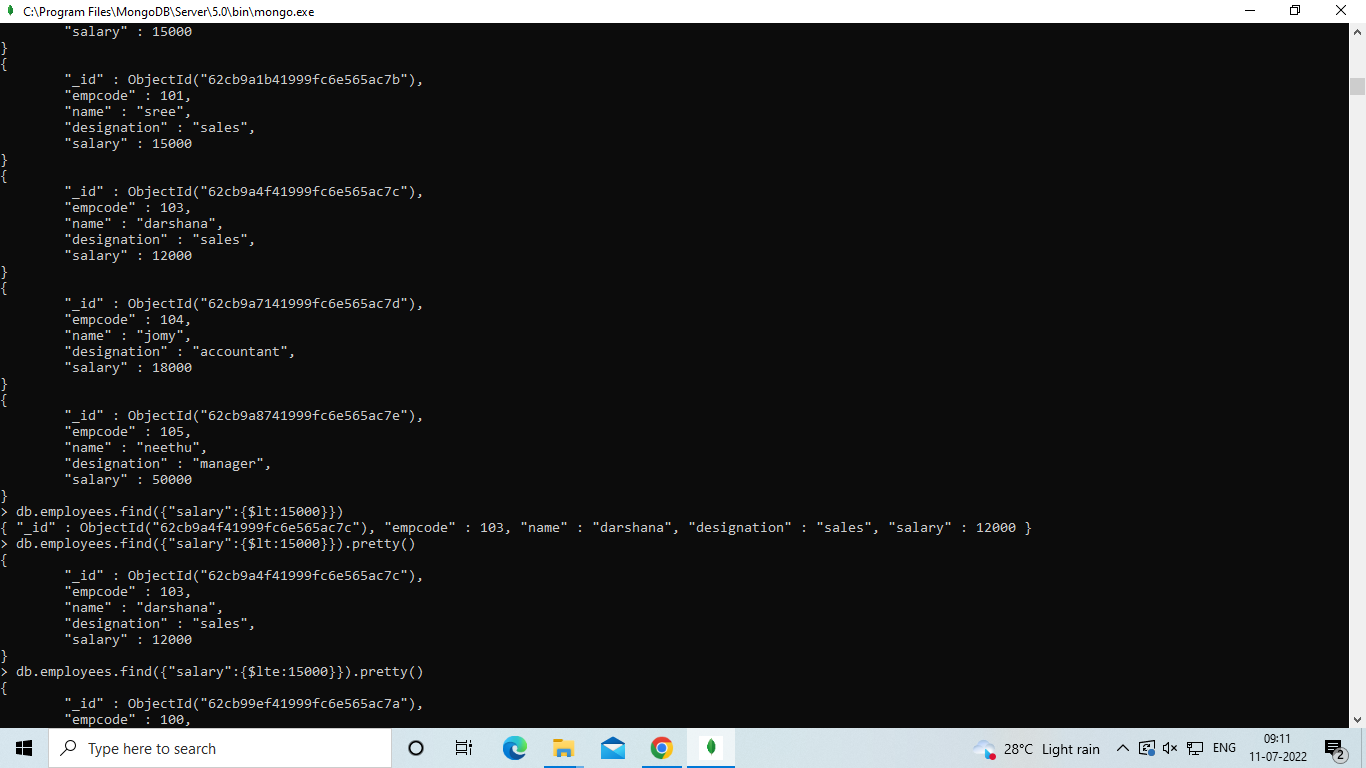 C:\Program Files\MongoDB\Server\5.0\bin\mongo.exe
"salary" : 15000
}
{
"_id" : ObjectId("62cb9a1b41999fc6e565ac7b"),
"empcode" : 101,
"name" : "sree",
"designation" : "sales",
"salary" : 15000
}
{
"_id" : ObjectId("62cb9a4f41999fc6e565ac7c"),
"empcode" : 103,
"name" : "darshana",
"designation" : "sales",
"salary" : 12000
}
{
"_id" : ObjectId("62cb9a7141999fc6e565ac7d"),
"empcode" : 104,
"name" : "jomy",
"designation" : "accountant",
"salary" : 18000
}
{
"_id" : ObjectId("62cb9a8741999fc6e565ac7e"),
"empcode" : 105,
"name" : "neethu",
"designation" : "manager",
"salary" : 50000
}
> db.employees.find({"salary":{$lt:15000}})
{ "_id" : ObjectId("62cb9a4f41999fc6e565ac7c"), "empcode" : 103, "name" : "darshana", "designation" : "sales", "salary" : 12000 }
> db.employees.find({"salary":{$lt:15000}}).pretty()
{
"_id" : ObjectId("62cb9a4f41999fc6e565ac7c"),
"empcode" : 103,
"name" : "darshana",
"designation" : "sales",
"salary" : 12000
}
> db.employees.find({"salary":{$lte:15000}}).pretty()
{
"_id" : ObjectId("62cb99ef41999fc6e565ac7a"),
"empcode" : 100,
Type here to search
28°C Light rain
ENG
09:11
11-07-2022
2